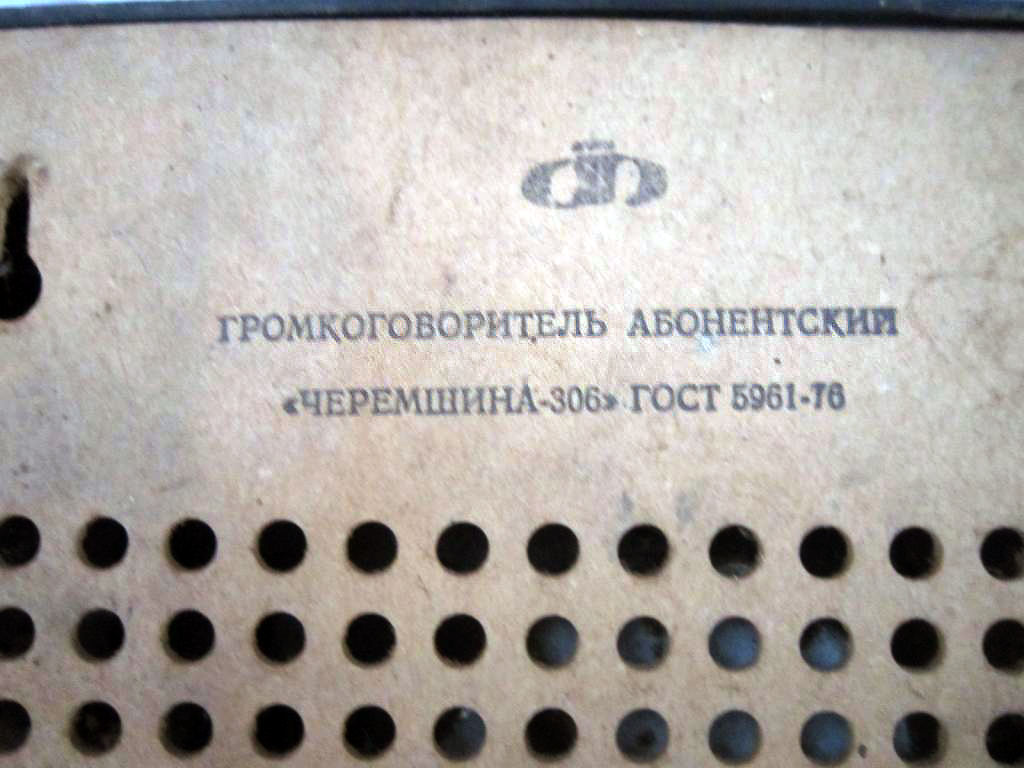 ГРОМКОГОВОРИТЕЛЬ АБОНЕНТСКИЙ
«ЧЕРЕМШИНА-306» ГОСТ 5961-76